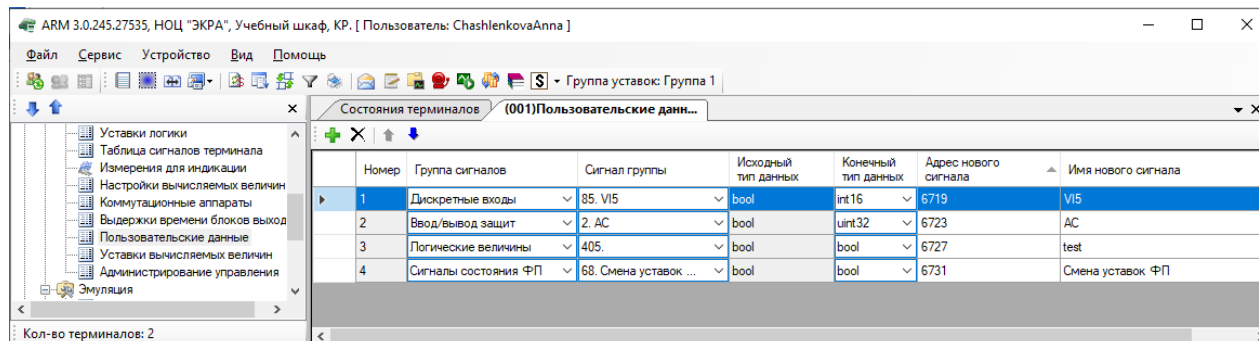 ARM 3.0.245.27535, НОЦ "ЭКРА", Учебный шкаф, КР. [ Пользователь: ChashlenkovaAnna ]
Файл Сервис Устройство Вид Помощь
S Группа уставок: Группа 1
Состояния терминалов (001)Пользовательские данн...
Уставки логики
Таблица сигналов терминала
Измерения для индикации
Настройки вычисляемых величин
Коммутационные аппараты
Выдержки времени блоков выход
Пользовательские данные
Уставки вычисляемых величин
Администрирование управления
Эмуляция
Кол-во терминалов: 2
Номер Группа сигналов Сигнал группы Исходный тип данных Конечный тип данных Адрес нового сигнала Имя нового сигнала
1 Дискретные входы 85. VI5 bool int16 6719 VI5
2 Ввод/вывод защит 2. AC bool uint32 6723 AC
3 Логические величины 405. bool bool 6727 test
4 Сигналы состояния ФП 68. Смена уставок ... bool bool 6731 Смена уставок ФП